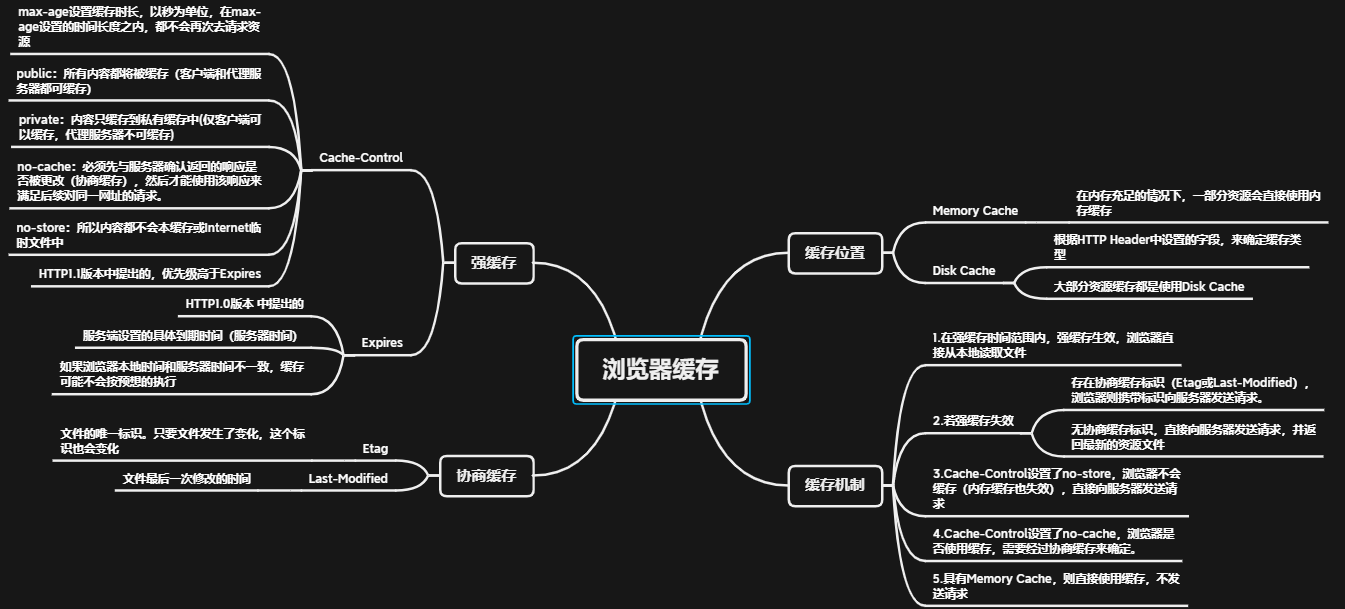 max-age设置缓存时长，以秒为单位，在max-
age设置的时间长度之内，都不会再次去请求资
源
public：所有内容都将被缓存（客户端和代理服
务器都可缓存）
private：内容只缓存到私有缓存中(仅客户端可
以缓存，代理服务器不可缓存)
no-cache：必须先与服务器确认返回的响应是
否被更改（协商缓存），然后才能使用该响应来
满足后续对同一网址的请求。
no-store：所以内容都不会本缓存或Internet临
时文件中
HTTP1.1版本中提出的，优先级高于Expires
Cache-Control
HTTP1.0版本 中提出的
服务端设置的具体到期时间（服务器时间）
如果浏览器本地时间和服务器时间不一致，缓存
可能不会按预想的执行
Expires
强缓存
文件的唯一标识。只要文件发生了变化，这个标
识也会变化
Etag
文件是后一次修改的时间
Last-Modified
协商缓存
浏览器缓存
缓存位置
Memory Cache
在内存充足的情况下，一部分资源会直接使用内
存缓存
Disk Cache
根据HTTP Header中设置的字段，来确定缓存类
型
大部分资源缓存都是使用Disk Cache
缓存机制
1.在强缓存时间范围内，强缓存生效，浏览器直
接从本地读取文件
2.若强缓存失效
存在协商缓存标识（Etag或Last-Modified），
浏览器则携带标识向服务器发送请求。
无协商缓存标识，直接向服务器发送请求，并返
回最新的资源文件
3.Cache-Control设置了no-store，浏览器不会
缓存（内存缓存也失效），直接向服务器发送请
求
4.Cache-Control设置了no-cache，浏览器是
否使用缓存，需要经过协商缓存来确定。
5.具有Memory Cache，则直接使用缓存，不发
送请求